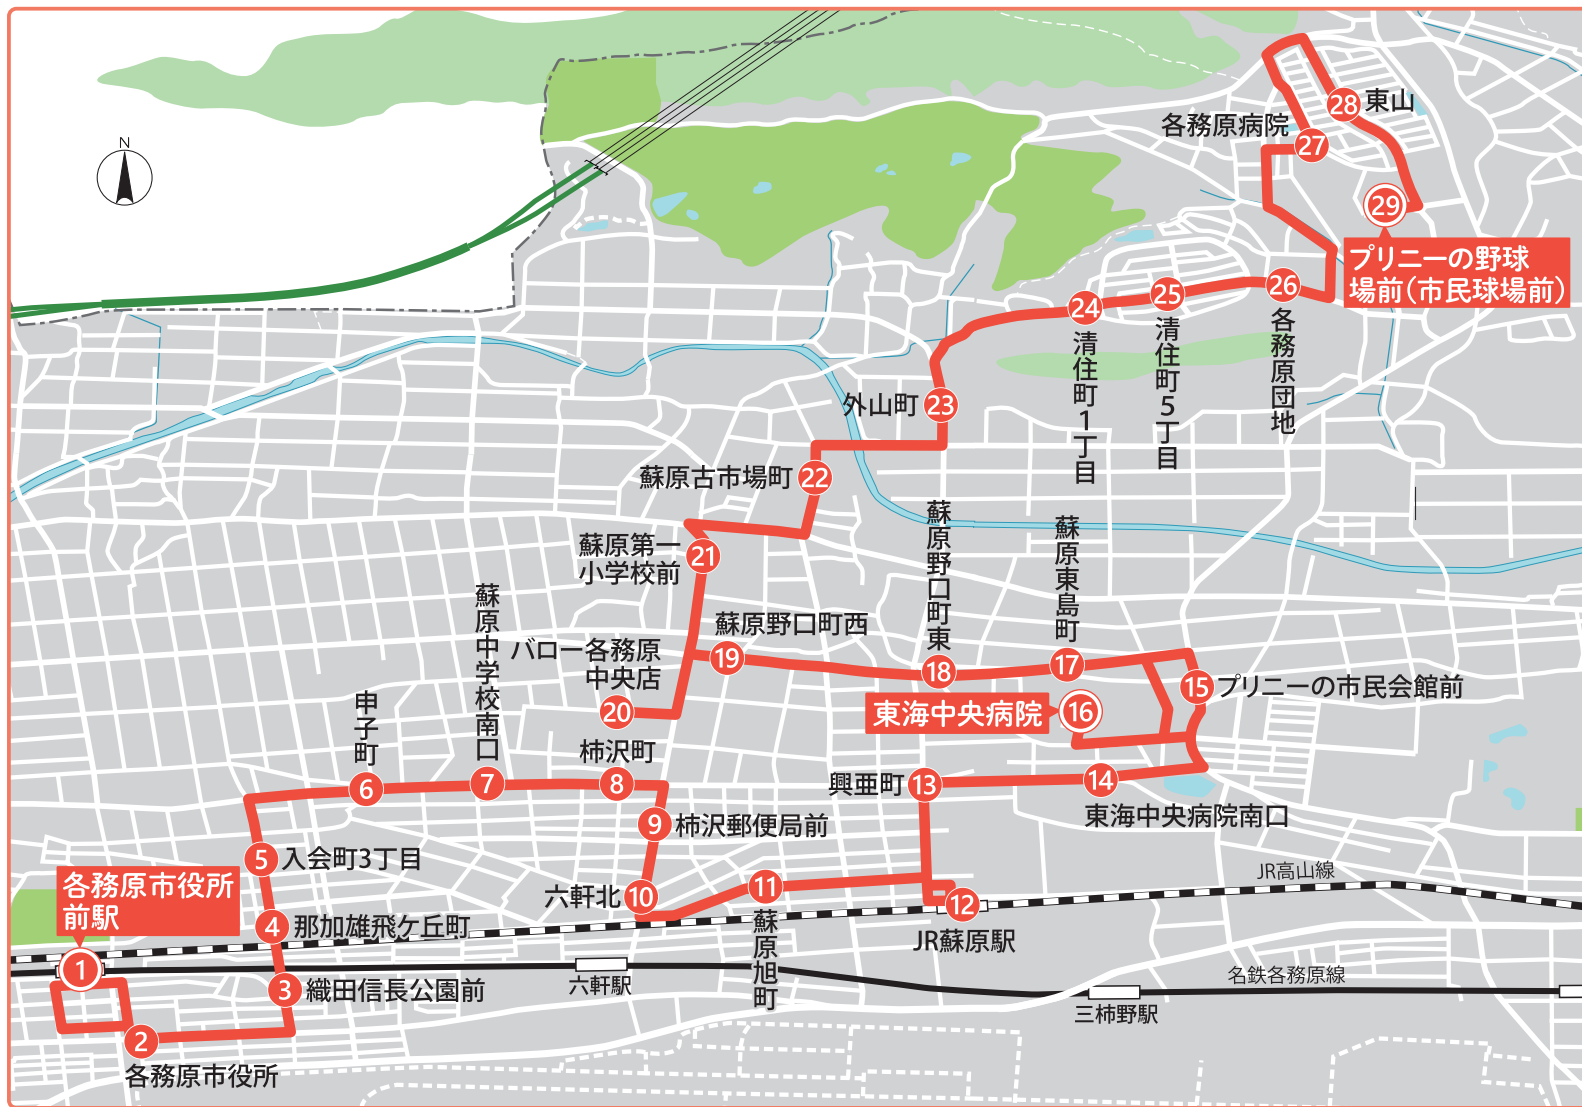 N
28
東山
各務原病院
27
29
プリニーの野球
場前(市民球場前)
26
各務原団地
25
清住町5丁目
24
清住町1丁目
外山町
23
蘇原古市場町
22
蘇原第一
小学校前
21
蘇原野口町東
18
蘇原東島町
17
蘇原野口町西
19
バロー各務原
中央店
20
蘇原中学校南口
7
申子町
6
柿沢町
8
15
プリニーの市民会館前
東海中央病院
16
興亜町
13
14
東海中央病院南口
9
柿沢郵便局前
5
入会町3丁目
六軒北
10
11
蘇原旭町
12
JR蘇原駅
JR高山線
各務原市役所
前駅
1
4
那加雄飛ケ丘町
3
織田信長公園前
六軒駅
名鉄各務原線
三柿野駅
2
各務原市役所